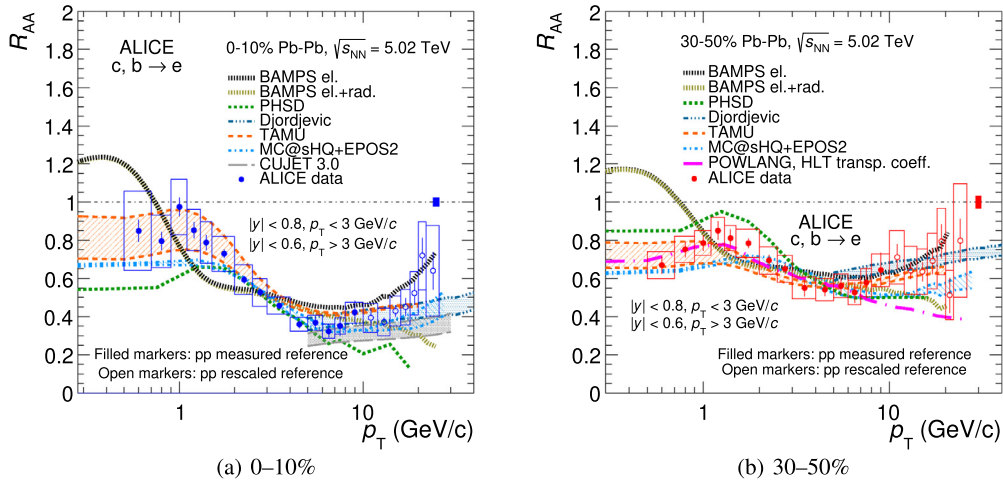 R_AA
2
1.8
1.6
1.4
1.2
1
0.8
0.6
0.4
0.2
0
ALICE
c, b → e
0-10% Pb-Pb, √s_NN = 5.02 TeV
BAMPS el.
BAMPS el.+rad.
PHSD
Djordjevic
TAMU
MC@sHQ+EPOS2
CUJET 3.0
ALICE data
|y| < 0.8, p_T < 3 GeV/c
|y| < 0.6, p_T > 3 GeV/c
Filled markers: pp measured reference
Open markers: pp rescaled reference
1
10
p_T (GeV/c)
(a) 0–10%
R_AA
2
1.8
1.6
1.4
1.2
1
0.8
0.6
0.4
0.2
0
30-50% Pb-Pb, √s_NN = 5.02 TeV
BAMPS el.
BAMPS el.+rad.
PHSD
Djordjevic
TAMU
MC@sHQ+EPOS2
POWLANG, HLT transp. coeff.
ALICE data
ALICE
c, b → e
|y| < 0.8, p_T < 3 GeV/c
|y| < 0.6, p_T > 3 GeV/c
Filled markers: pp measured reference
Open markers: pp rescaled reference
1
10
p_T (GeV/c)
(b) 30–50%